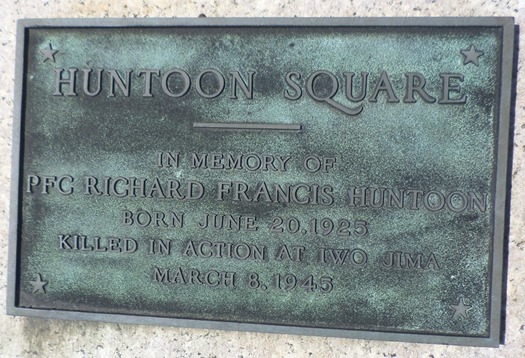 HUNTOON SQUARE
IN MEMORY OF
PFC RICHARD FRANCIS HUNTOON
BORN JUNE 20, 1925
KILLED IN ACTION AT IWO JIMA
MARCH 8, 1945